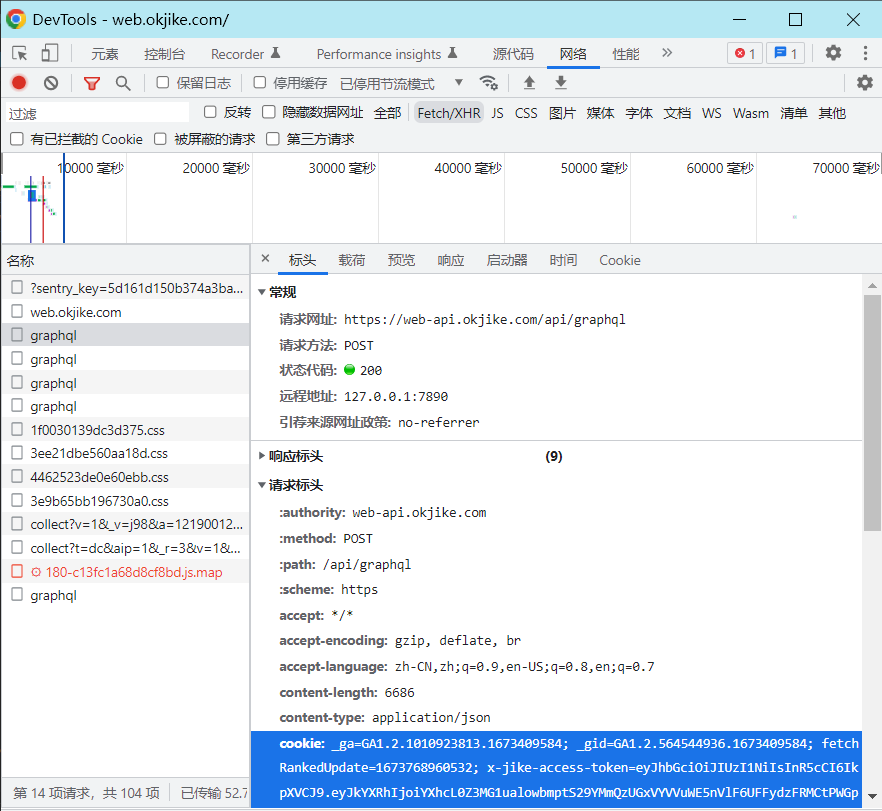 DevTools - web.okjike.com/
元素 控制台 Recorder Performance insights 源代码 网络 性能 » 1 1
保留日志 停用缓存 已停用节流模式
过滤 反转 隐藏数据网址 全部 Fetch/XHR JS CSS 图片 媒体 字体 文档 WS Wasm 清单 其他
有已拦截的 Cookie 被屏蔽的请求 第三方请求
10000 毫秒 20000 毫秒 30000 毫秒 40000 毫秒 50000 毫秒 60000 毫秒 70000 毫秒
名称
?sentry_key=5d161d150b374a3ba...
web.okjike.com
graphql
graphql
graphql
graphql
1f0030139dc3d375.css
3ee21dbe560aa18d.css
4462523de0e60ebb.css
3e9b65bb196730a0.css
collect?v=1&_v=j98&a=12190012...
collect?t=dc&aip=1&_r=3&v=1&...
180-c13fc1a68d8cf8bd.js.map
graphql
第 14 项请求，共 104 项 已传输 52.7
× 标头 载荷 预览 响应 启动器 时间 Cookie
常规
请求网址: https://web-api.okjike.com/api/graphql
请求方法: POST
状态代码: 200
远程地址: 127.0.0.1:7890
引荐来源网址政策: no-referrer
响应标头 (9)
请求标头
:authority: web-api.okjike.com
:method: POST
:path: /api/graphql
:scheme: https
accept: */*
accept-encoding: gzip, deflate, br
accept-language: zh-CN,zh;q=0.9,en-US;q=0.8,en;q=0.7
content-length: 6686
content-type: application/json
cookie: _ga=GA1.2.1010923813.1673409584; _gid=GA1.2.564544936.1673409584; fetch
RankedUpdate=1673768960532; x-jike-access-token=eyJhbGciOiJIUzI1NiIsInR5cCI6Ik
pXVCJ9.eyJkYXRhIjoiYXhcL0Z3MG1ualowbmptS29YMmQzUGxVYVVuWE5nVlF6UFFydzFRMCtPWGp